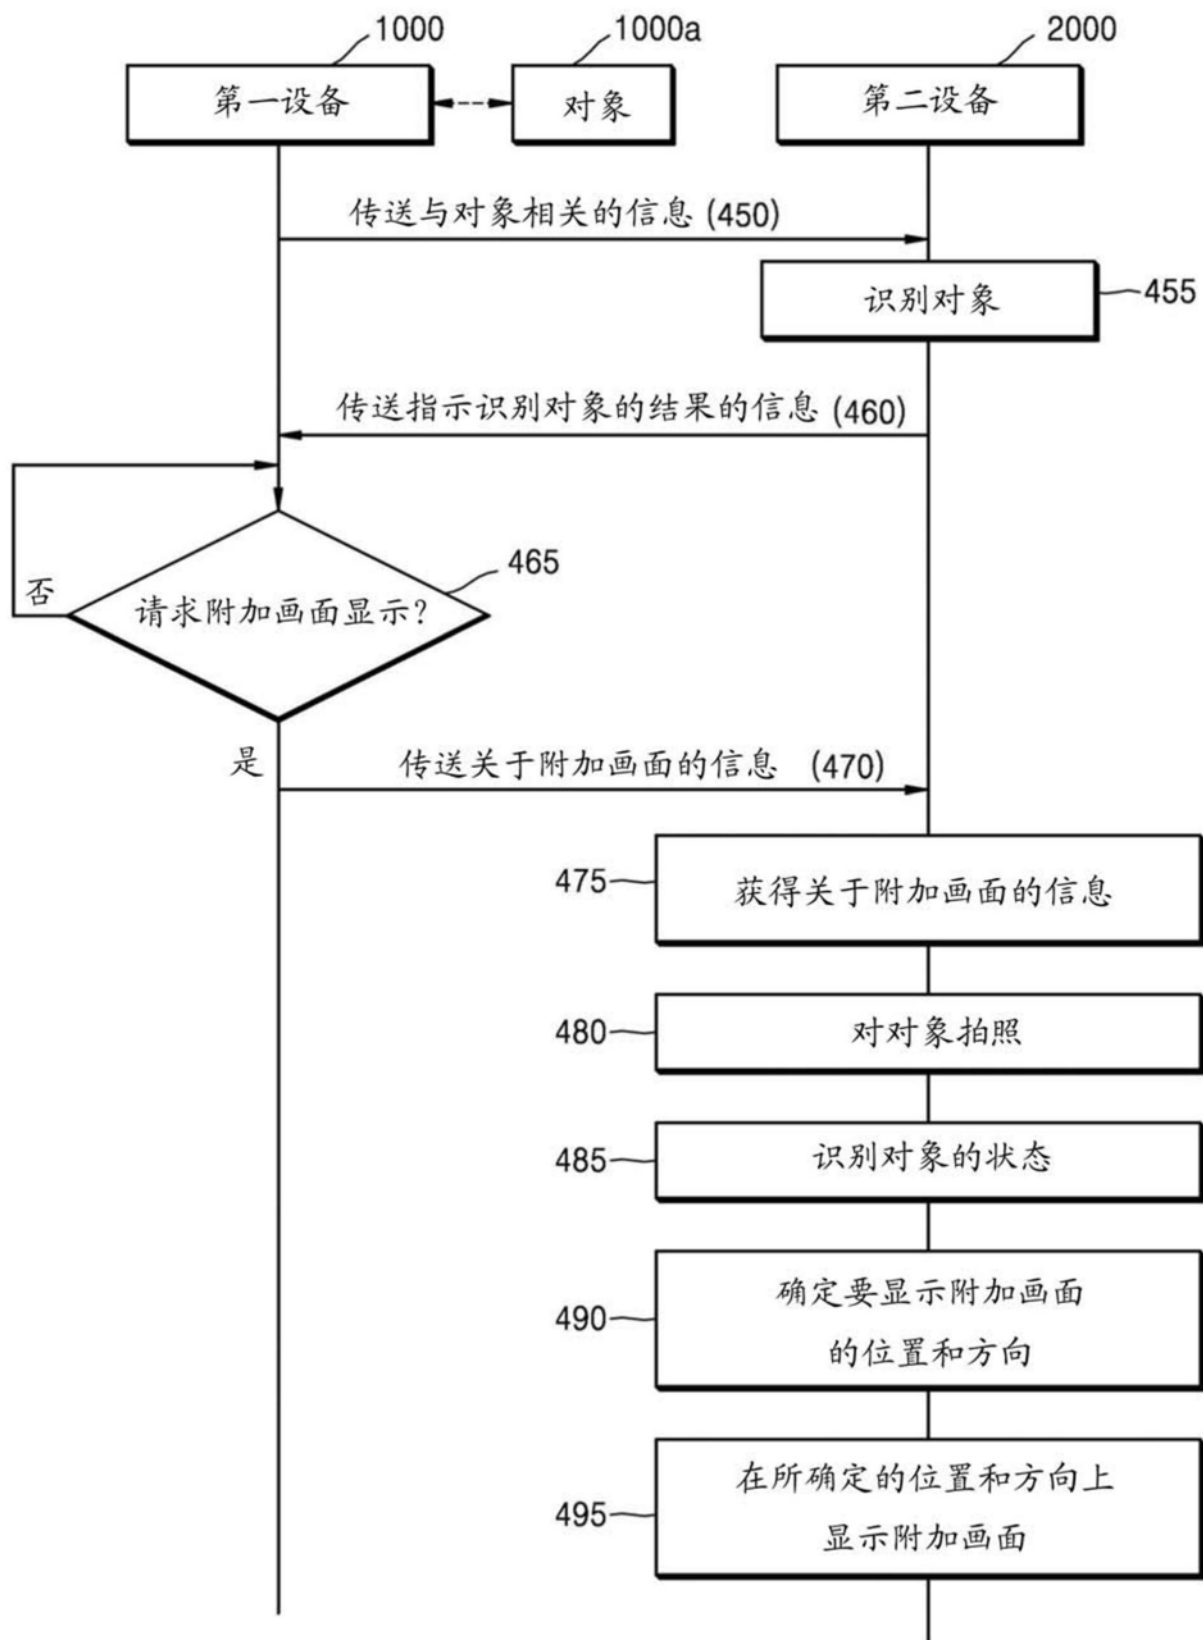 1000
1000a
2000
第一设备
对象
第二设备
传送与对象相关的信息 (450)
识别对象
455
传送指示识别对象的结果的信息 (460)
465
否
请求附加画面显示?
是
传送关于附加画面的信息 (470)
475
获得关于附加画面的信息
480
对对象拍照
485
识别对象的状态
490
确定要显示附加画面
的位置和方向
495
在所确定的位置和方向上
显示附加画面